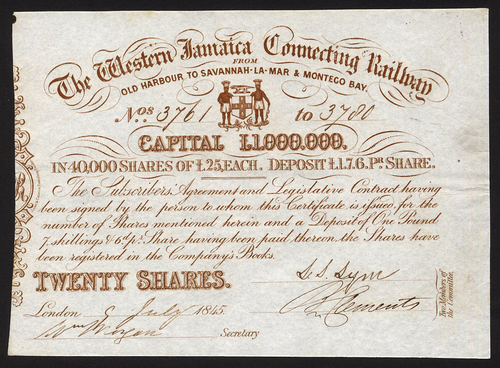 The Western Jamaica Connecting Railway
FROM
OLD HARBOUR TO SAVANNAH-LA-MAR & MONTEGO BAY.
Nos. 3761 to 3780
CAPITAL £1,000,000.
IN 40,000 SHARES OF £25, EACH. DEPOSIT £1.7.6. Pr. SHARE.
The Subscribers' Agreement and Legislative Contract having
been signed by the person to whom this Certificate is Issued, for the
number of Shares mentioned herein and a Deposit of One Pound
7, shillings & 6d. pr. Share having been paid thereon the Shares have
been registered in the Company's Books.
TWENTY SHARES.
London July 1845.
Wm Morgan Secretary
Clements
Two Members of
the Committee.